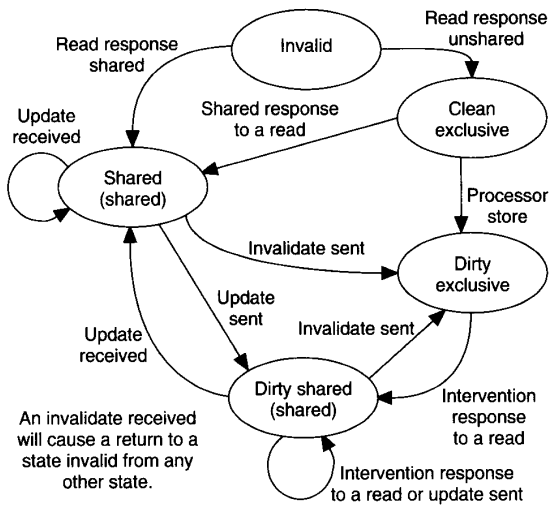 Read response
shared
Invalid
Read response
unshared
Update
received
Shared response
to a read
Clean
exclusive
Shared
(shared)
Processor
store
Invalidate sent
Dirty
exclusive
Update
sent
Invalidate sent
Update
received
Dirty shared
(shared)
Intervention
response
to a read
An invalidate received
will cause a return to a
state invalid from any
other state.
Intervention response
to a read or update sent